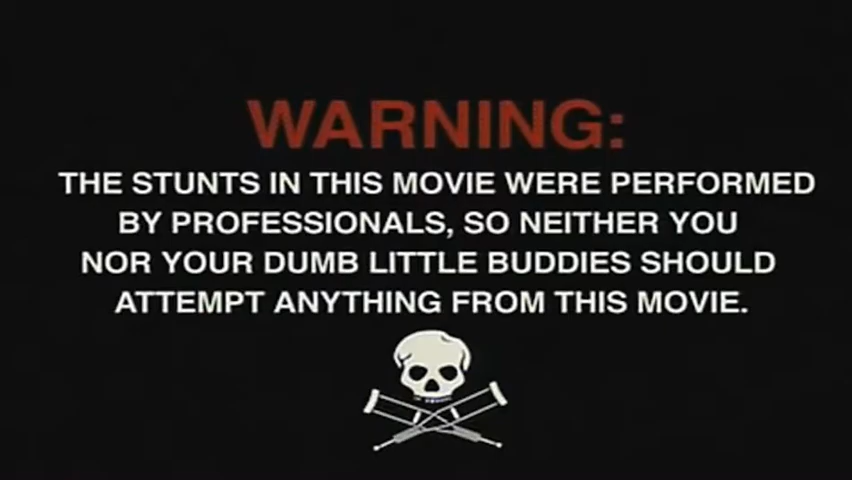 WARNING:
THE STUNTS IN THIS MOVIE WERE PERFORMED
BY PROFESSIONALS, SO NEITHER YOU
NOR YOUR DUMB LITTLE BUDDIES SHOULD
ATTEMPT ANYTHING FROM THIS MOVIE.